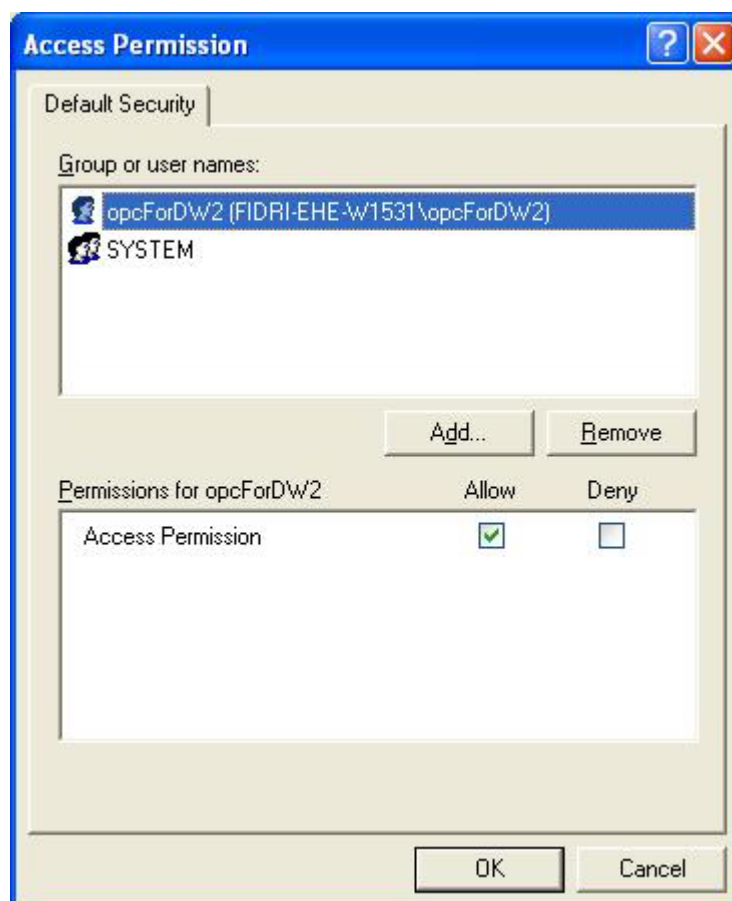 Access Permission
Default Security
Group or user names:
opcForDW2 (FIDRI-EHE-W1531\opcForDW2)
SYSTEM
Add... Remove
Permissions for opcForDW2 Allow Deny
Access Permission
OK Cancel